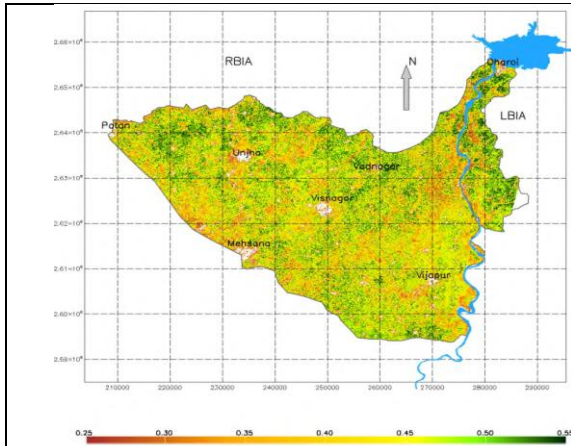 2.66×10⁶
RBIA
N
Dharoi
2.65×10⁶
LBIA
2.64×10⁶
Patan
Unjha
2.63×10⁶
Vadnagar
Visnagar
2.62×10⁶
Mehsana
2.61×10⁶
Vijapur
2.60×10⁶
2.59×10⁶
210000 220000 230000 240000 250000 260000 270000 280000 290000
0.25 0.30 0.35 0.40 0.45 0.50 0.55